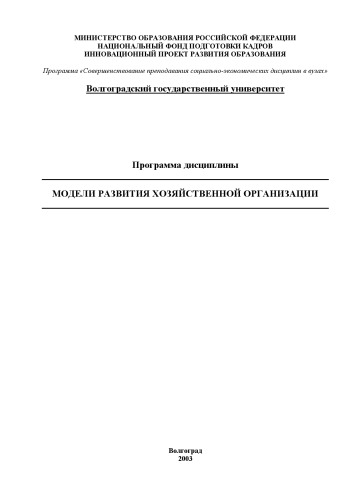 МИНИСТЕРСТВО ОБРАЗОВАНИЯ РОССИЙСКОЙ ФЕДЕРАЦИИ
НАЦИОНАЛЬНЫЙ ФОНД ПОДГОТОВКИ КАДРОВ
ИННОВАЦИОННЫЙ ПРОЕКТ РАЗВИТИЯ ОБРАЗОВАНИЯ
Программа «Совершенствование преподавания социально-экономических дисциплин в вузах»
Волгоградский государственный университет
Программа дисциплины
МОДЕЛИ РАЗВИТИЯ ХОЗЯЙСТВЕННОЙ ОРГАНИЗАЦИИ
Волгоград
2003